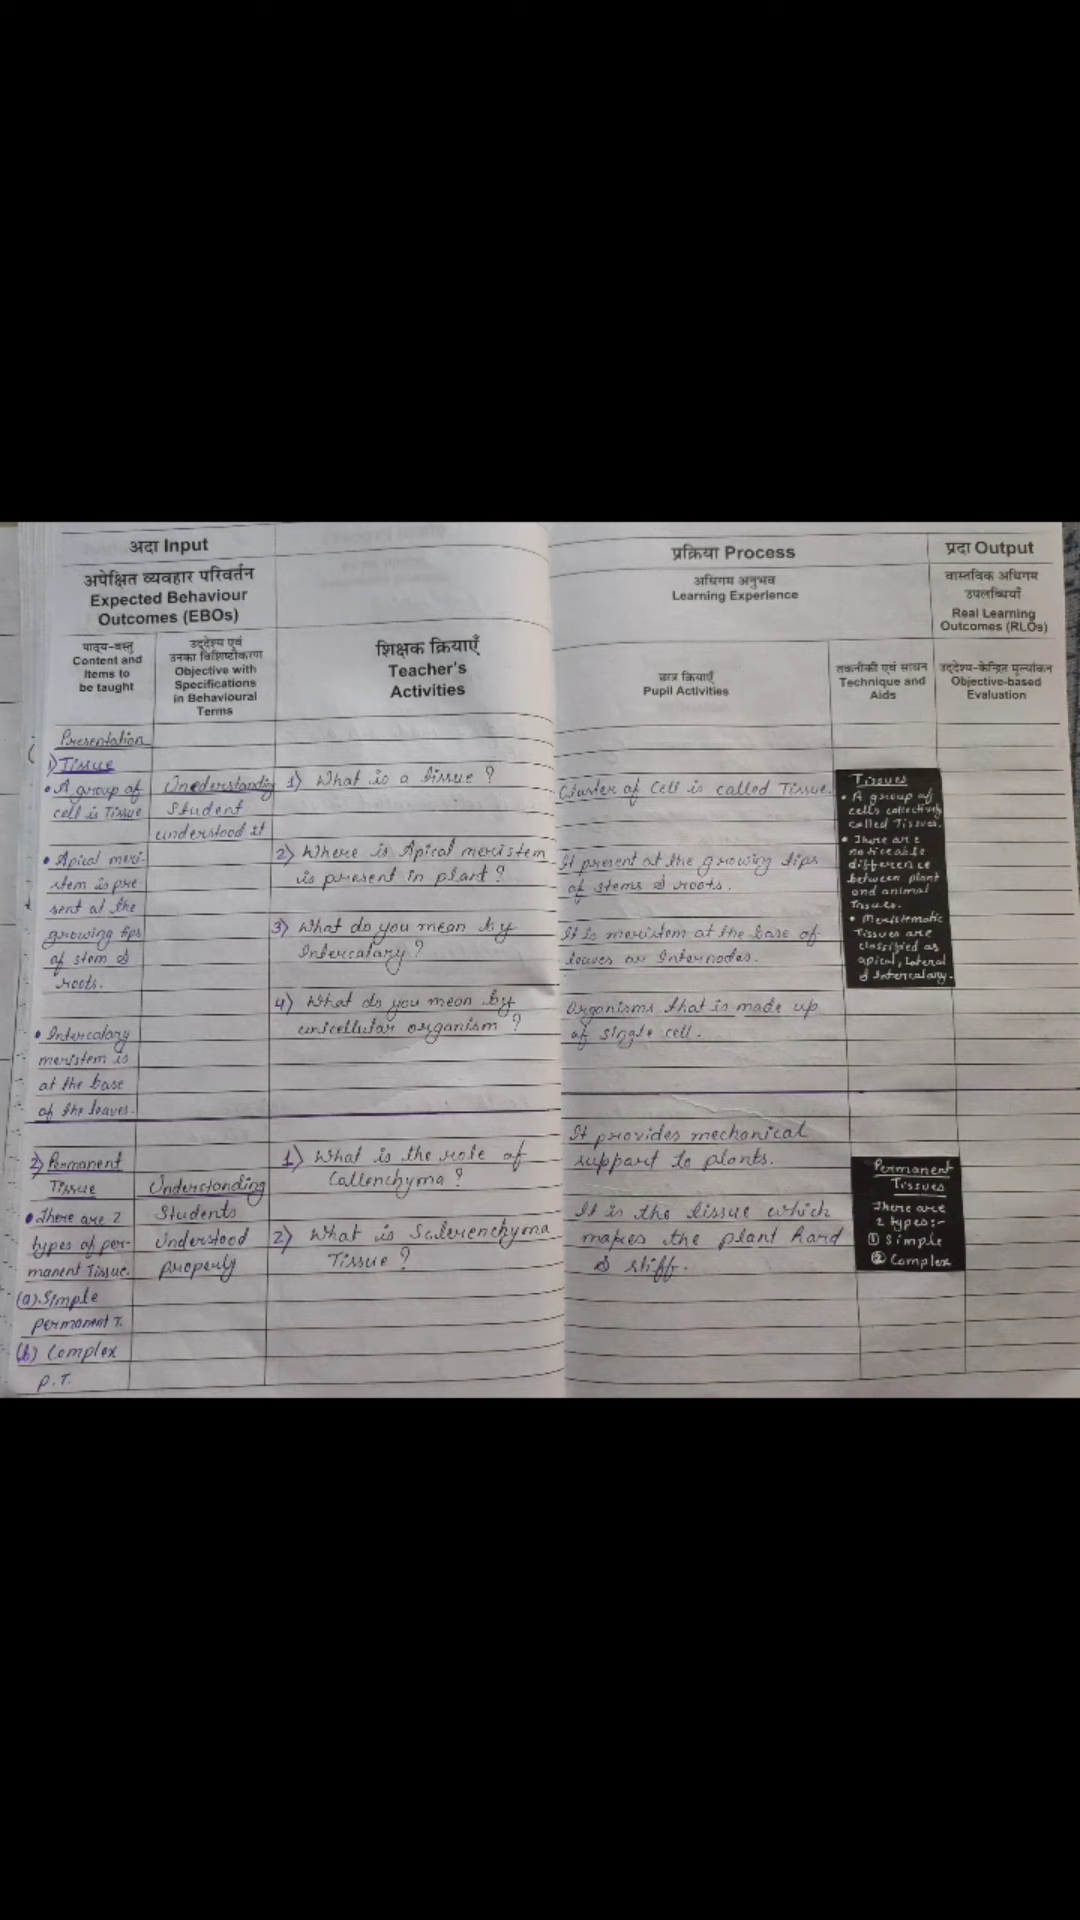 अदा Input
अपेक्षित व्यवहार परिवर्तन
Expected Behaviour
Outcomes (EBOs)
पाठ्य-वस्तु
Content and
Items to
be taught
उद्देश्य एवं
उनका विशिष्टीकरण
Objective with
Specifications
in Behavioural
Terms
शिक्षक क्रियाएँ
Teacher's
Activities
प्रक्रिया Process
अधिगम अनुभव
Learning Experience
छात्र क्रियाएँ
Pupil Activities
तकनीकी एवं साधन
Technique and
Aids
प्रदा Output
वास्तविक अधिगम
उपलब्धियाँ
Real Learning
Outcomes (RLOs)
उद्देश्य-केन्द्रित मूल्यांकन
Objective-based
Evaluation
Presentation
1) Tissue
• A group of
cell is Tissue
• Apical meri-
stem is pre
sent at the
growing tips
of stem &
roots.
• Intercalary
meristem is
at the base
of the leaves.
Unederstanding
Student
understood it
1) What is a tissue ?
2) Where is Apical meristem
is present in plant ?
3) What do you mean by
Intercalary ?
4) What do you mean by
unicellular organism ?
Cluster of Cell is called Tissue.
It present at the growing tips
of stems & roots.
It is meristem at the base of
leaves or Internodes.
Organisms that is made up
of single cell.
Tissues
• A group of
cells collectively
called Tissues.
• There are
noticeable
difference
between plant
and animal
Tissues.
• Meristematic
Tissues are
classified as
apical, Lateral
& Intercalary.
2) Permanent
Tissue
• There are 2
types of per-
manent Tissue.
(a) Simple
permanent T.
(b) Complex
P.T.
Understanding
Students
Understood
properly
1) What is the role of
Collenchyma ?
2) What is Sclerenchyma
Tissue ?
It provides mechonical
support to plants.
It is the tissue which
makes the plant hard
& stiff.
Permanent
Tissues
There are
2 types:-
① Simple
② Complex